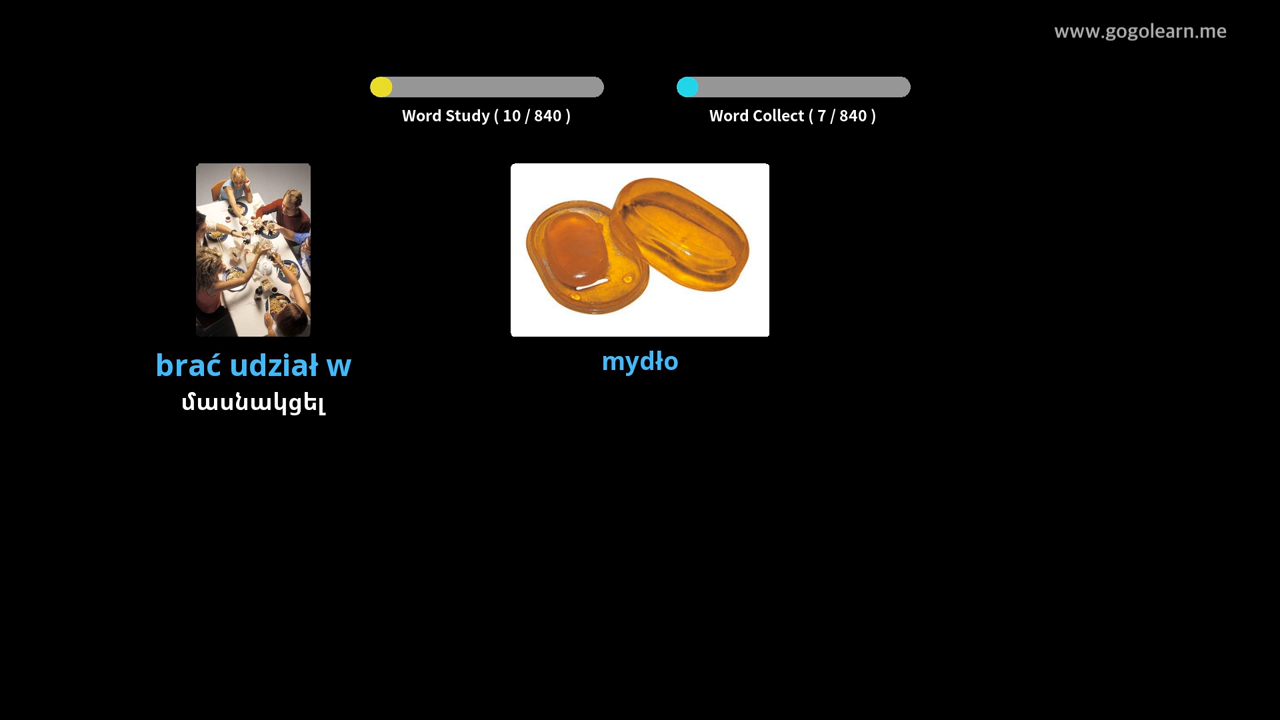 www.gogolearn.me
Word Study ( 10 / 840 )
Word Collect ( 7 / 840 )
brać udział w
մասնակցել
mydło